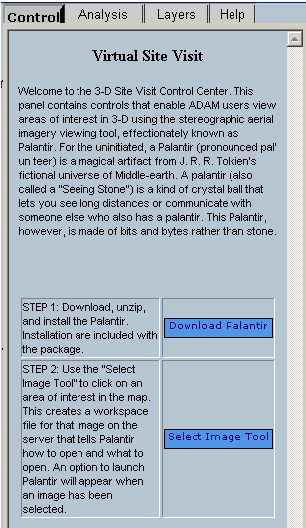 Control Analysis Layers Help
Virtual Site Visit
Welcome to the 3-D Site Visit Control Center. This
panel contains controls that enable ADAM users view
areas of interest in 3-D using the stereographic aerial
imagery viewing tool, effectionately known as
Palantir. For the uninitiated, a Palantir (pronounced pal'
un teer) is a magical artifact from J. R. R. Tolkien's
fictional universe of Middle-earth. A palantir (also
called a "Seeing Stone") is a kind of crystal ball that
lets you see long distances or communicate with
someone else who also has a palantir. This Palantir,
however, is made of bits and bytes rather than stone.
STEP 1: Download, unzip,
and install the Palantir.
Installation are included with
the package.
Download Palantir
STEP 2: Use the "Select
Image Tool" to click on an
area of interest in the map.
This creates a workspace
file for that image on the
server that tells Palantir
how to open and what to
open. An option to launch
Palantir will appear when
an image has been
selected.
Select Image Tool